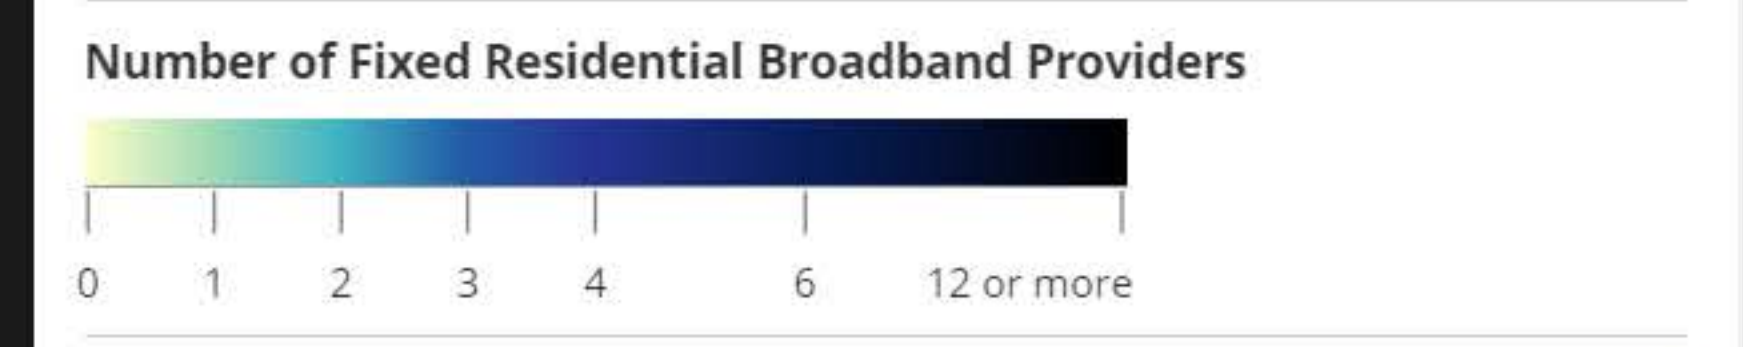 Number of Fixed Residential Broadband Providers
0 1 2 3 4 6 12 or more